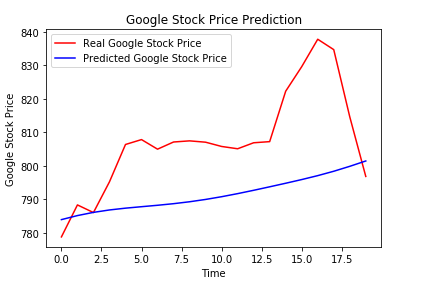 Google Stock Price Prediction
Real Google Stock Price
Predicted Google Stock Price
Google Stock Price
840
830
820
810
800
790
780
0.0 2.5 5.0 7.5 10.0 12.5 15.0 17.5
Time